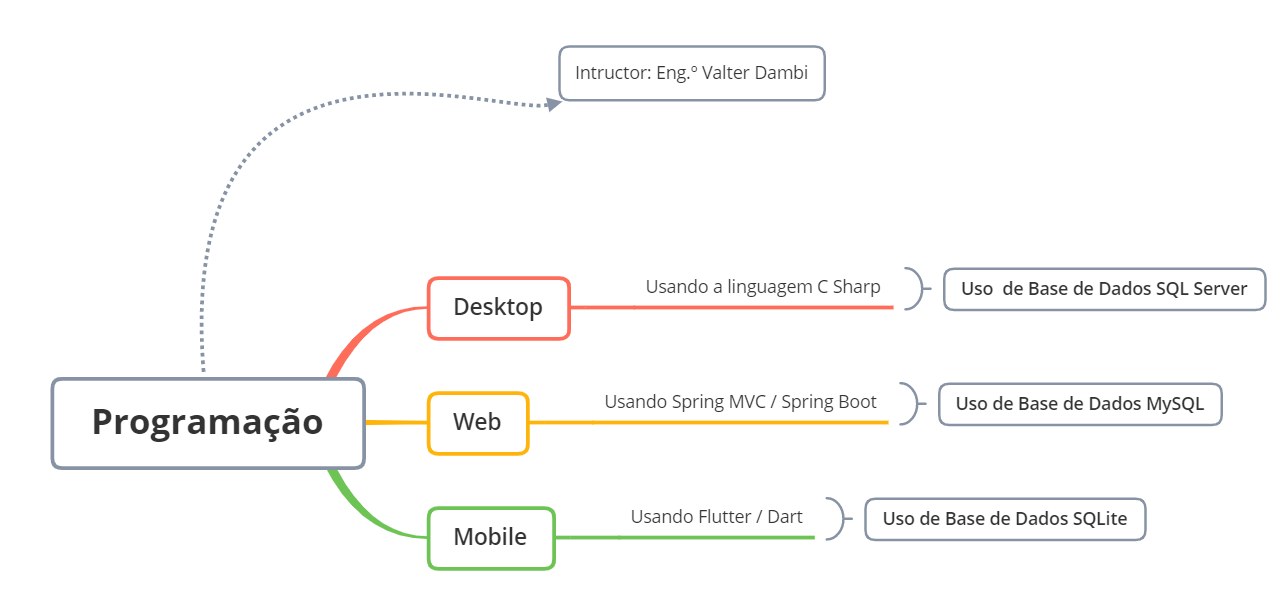 Intructor: Eng.º Valter Dambi
Programação
Desktop
Usando a linguagem C Sharp
Uso de Base de Dados SQL Server
Web
Usando Spring MVC / Spring Boot
Uso de Base de Dados MySQL
Mobile
Usando Flutter / Dart
Uso de Base de Dados SQLite